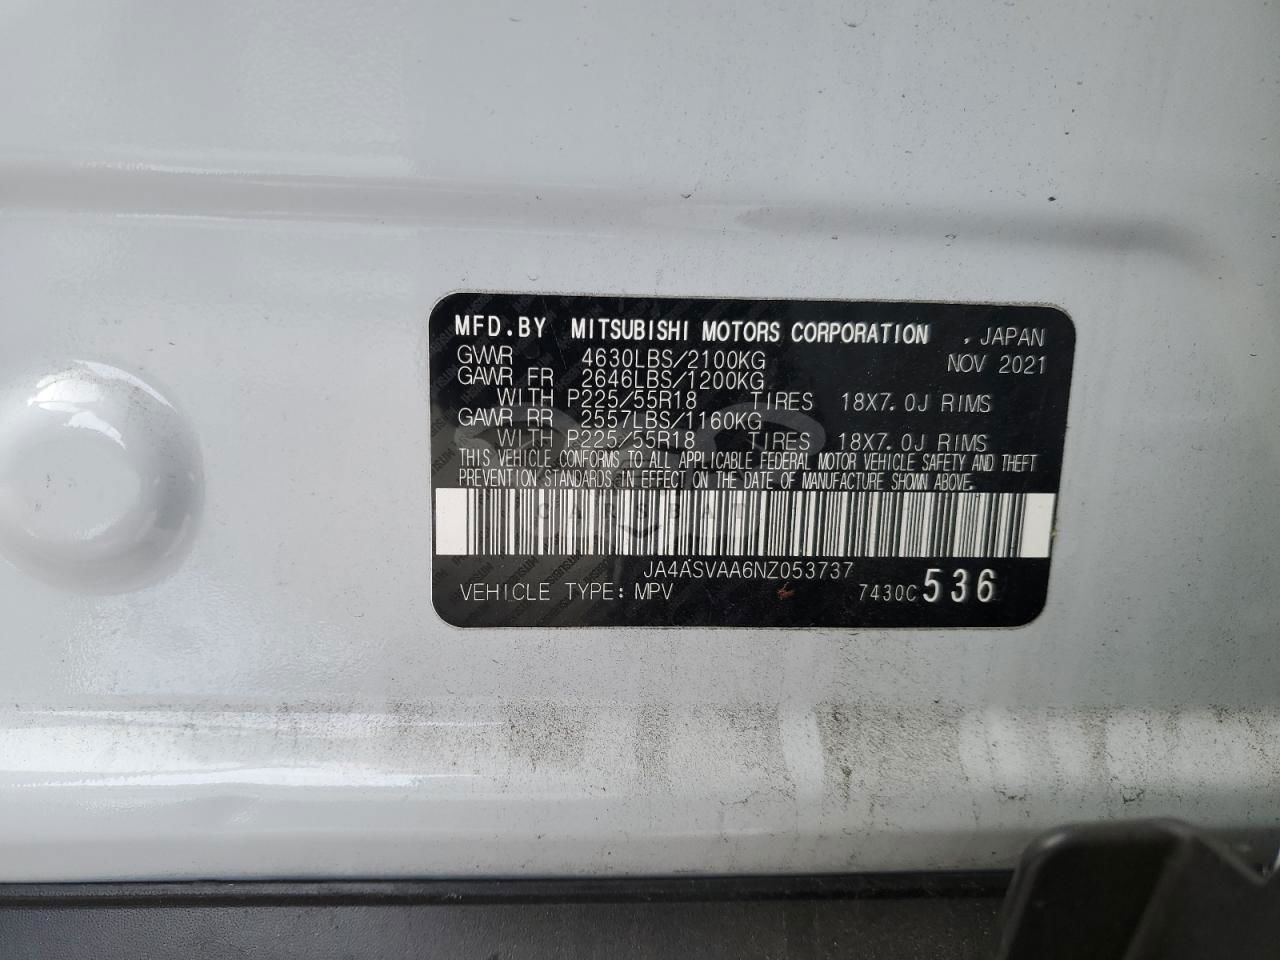 MFD.BY MITSUBISHI MOTORS CORPORATION , JAPAN
GVWR 4630LBS/2100KG NOV 2021
GAWR FR 2646LBS/1200KG
WITH P225/55R18 TIRES 18X7.0J RIMS
GAWR RR 2557LBS/1160KG
WITH P225/55R18 TIRES 18X7.0J RIMS
THIS VEHICLE CONFORMS TO ALL APPLICABLE FEDERAL MOTOR VEHICLE SAFETY AND THEFT
PREVENTION STANDARDS IN EFFECT ON THE DATE OF MANUFACTURE SHOWN ABOVE.
JA4ASVAA6NZ053737
VEHICLE TYPE: MPV 7430C 536